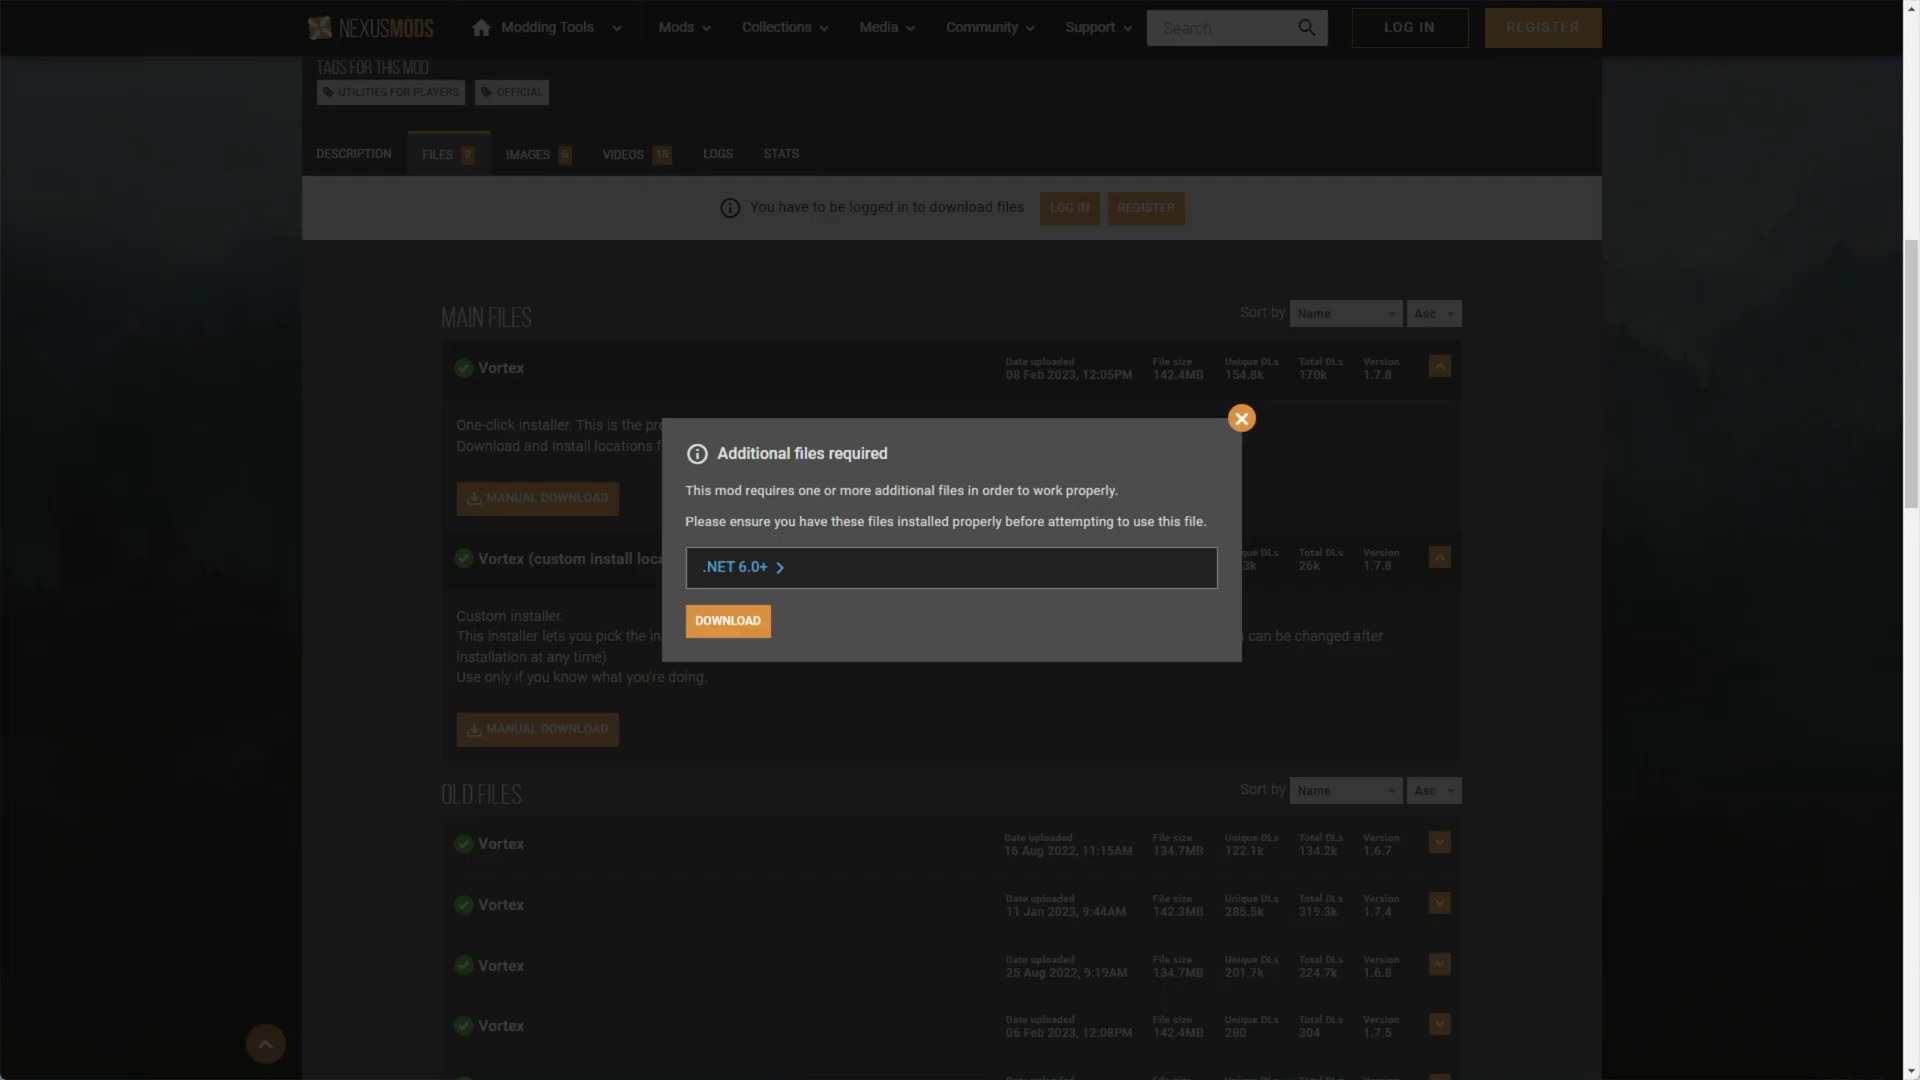 NEXUSMODS
Modding Tools
Mods
Collections
Media
Community
Support
Search
LOG IN
REGISTER
TAGS FOR THIS MOD
UTILITIES FOR PLAYERS
OFFICIAL
DESCRIPTION
FILES 2
IMAGES 6
VIDEOS 15
LOGS
STATS
You have to be logged in to download files
LOG IN
REGISTER
MAIN FILES
Sort by Name Asc
Vortex
Date uploaded File size Unique DLs Total DLs Version
08 Feb 2023, 12:05PM 142.4MB 154.8k 170k 1.7.8
One-click installer. This is the
Download and Install locations
MANUAL DOWNLOAD
Additional files required
This mod requires one or more additional files in order to work properly.
Please ensure you have these files installed properly before attempting to use this file.
.NET 6.0+
DOWNLOAD
Vortex (custom install
DLs Total DLs Version
3k 26k 1.7.8
Custom installer.
This installer lets you pick the
can be changed after
installation at any time).
Use only if you know what you're doing.
MANUAL DOWNLOAD
OLD FILES
Sort by Name Asc
Vortex
Date uploaded File size Unique DLs Total DLs Version
16 Aug 2022, 11:15AM 134.7MB 122.1k 134.2k 1.6.7
Vortex
Date uploaded File size Unique DLs Total DLs Version
11 Jan 2023, 9:44AM 142.3MB 285.5k 319.3k 1.7.4
Vortex
Date uploaded File size Unique DLs Total DLs Version
25 Aug 2022, 9:19AM 134.7MB 201.7k 224.7k 1.6.8
Vortex
Date uploaded File size Unique DLs Total DLs Version
06 Feb 2023, 12:08PM 142.4MB 280 304 1.7.5